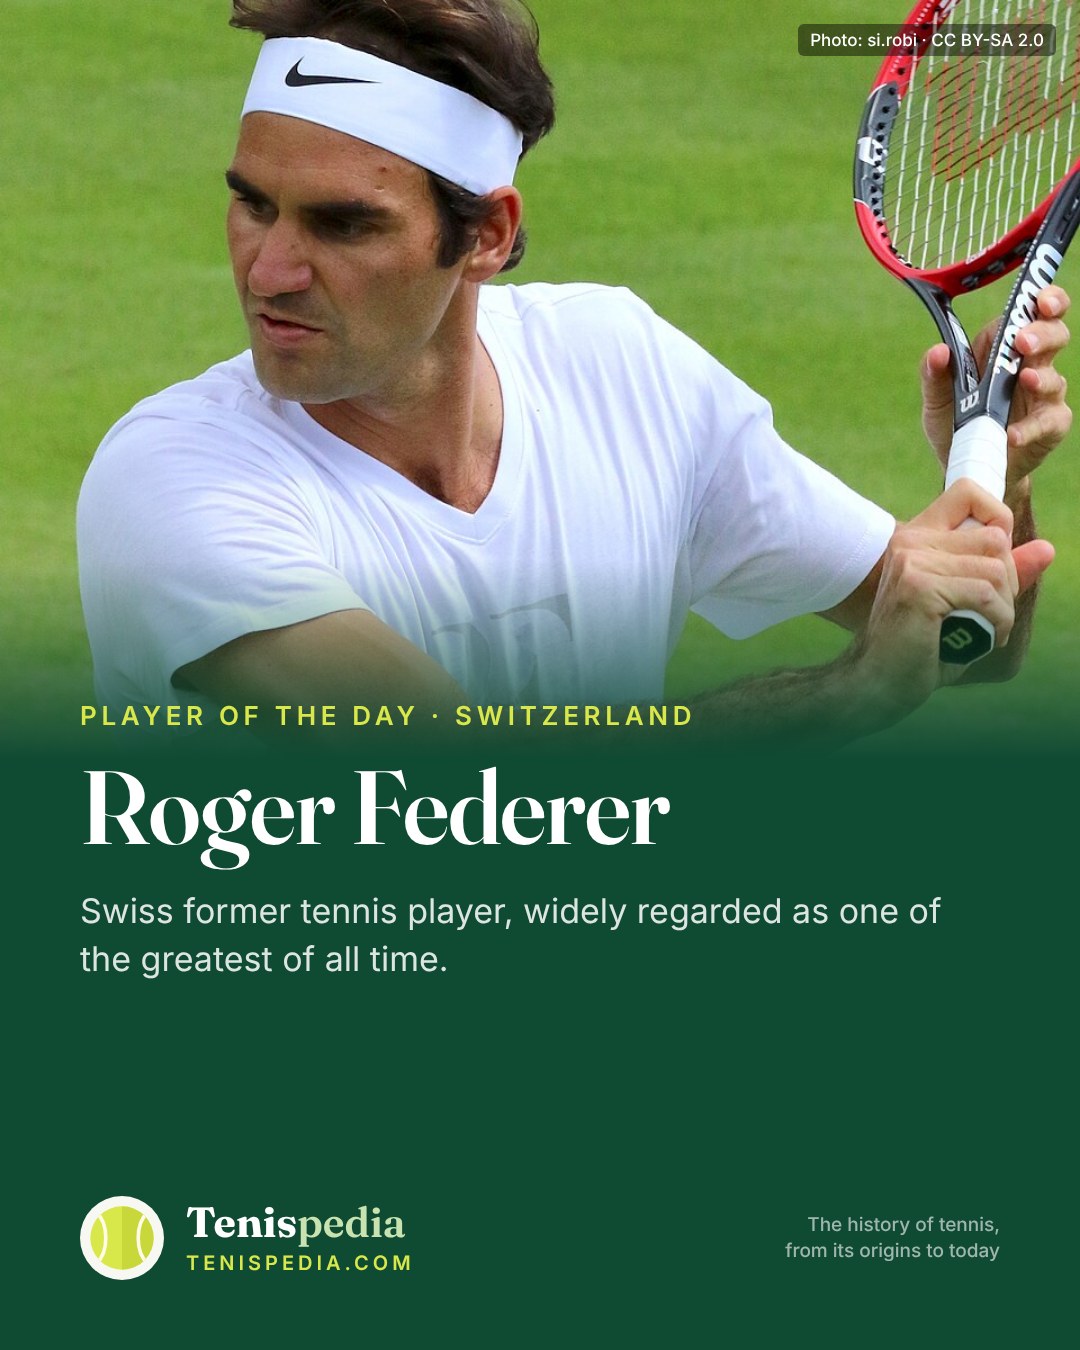 Photo: si.robi · CC BY-SA 2.0
Wilson
PLAYER OF THE DAY · SWITZERLAND
Roger Federer
Swiss former tennis player, widely regarded as one of
the greatest of all time.
Tenispedia
TENISPEDIA.COM
The history of tennis,
from its origins to today